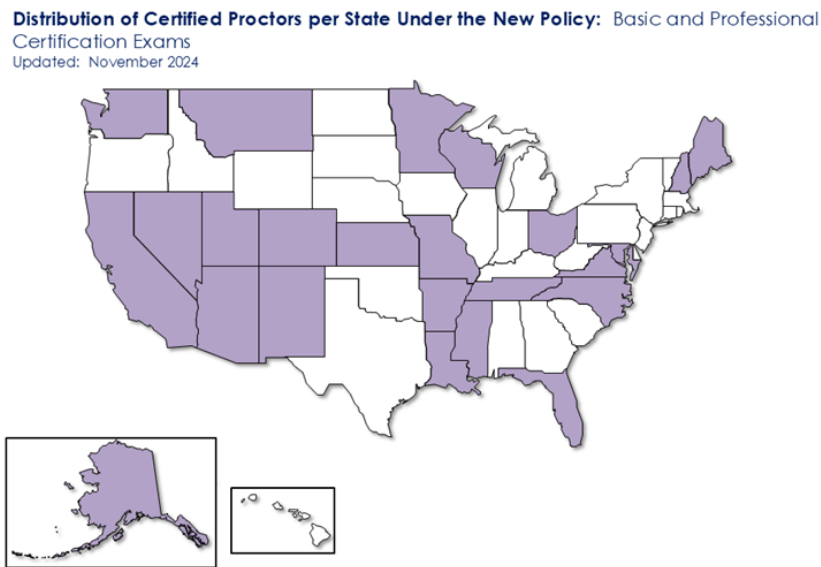 Distribution of Certified Proctors per State Under the New Policy: Basic and Professional
Certification Exams
Updated: November 2024